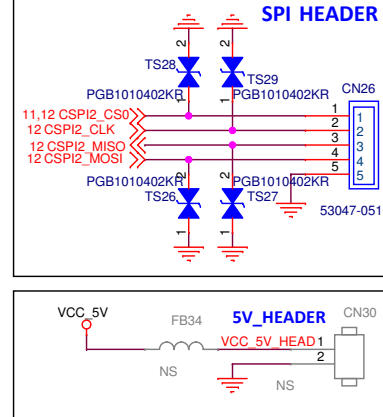 SPI HEADER
2
2
TS28
TS29
PGB1010402KR
PGB1010402KR
CN26
1
1
11,12 CSPI2_CS0
1
1
12 CSPI2_CLK
2
2
12 CSPI2_MISO
3
3
12 CSPI2_MOSI
4
4
5
5
2
2
PGB1010402KR
PGB1010402KR
TS26
TS27
53047-051
1
1
VCC_5V
FB34
5V_HEADER
CN30
VCC_5V_HEAD
1
2
NS
NS